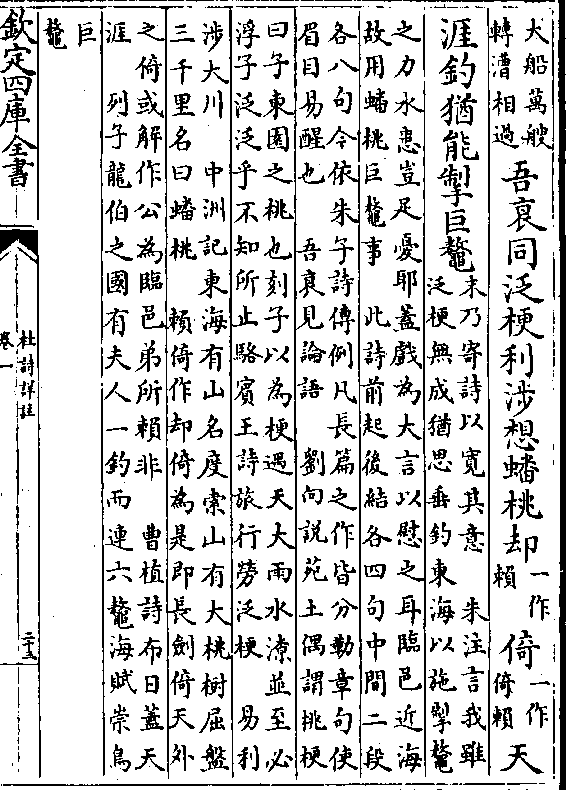 大船萬艘
轉漕相過
吾衰同泛梗利涉想蟠桃却
一作
賴
倚
一作
倚賴
天
涯釣猶能掣巨鼇
末乃寄詩以寬其意　朱注言我雖
泛梗無成猶思垂釣東海以施掣鼇
之力水患豈足憂耶蓋戲為大言以慰之耳臨邑近海
故用蟠桃巨鼇事　此詩前起後結各四句中間二段
各八句今依朱子詩傳例凡長篇之作皆分勒章句使
眉目易醒也　吾衰見論語　劉向說苑土偶謂桃梗
曰子東園之桃也刻子以為梗遇天大雨水潦並至必
浮子泛泛乎不知所止駱賓王詩旅行勞泛梗　易利
涉大川　中洲記東海有山名度索山有大桃樹屈盤
三千里名曰蟠桃　賴倚作却倚為是即長劍倚天外
之倚或解作公為臨邑弟所賴非　曹植詩布日蓋天
涯　列子龍伯之國有夫人一釣而連六鼇海賦崇島
巨
鼇
欽定四庫全書
杜詩詳註
卷一
二十五